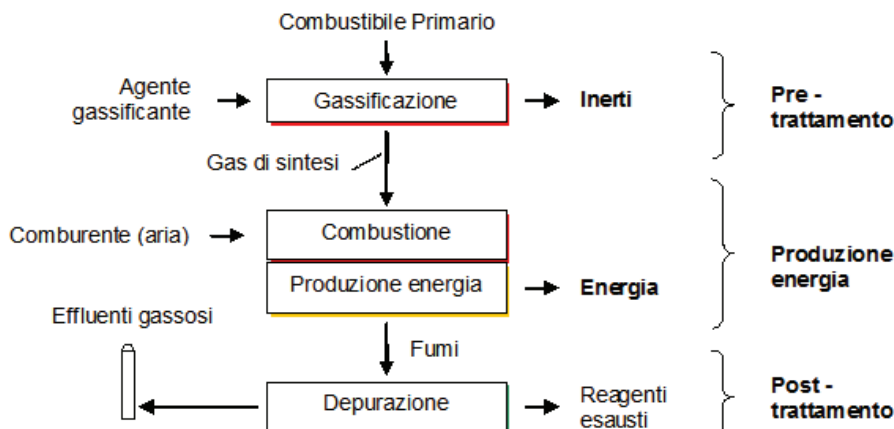 Combustibile Primario
Agente
gassificante
Gassificazione
Inerti
Pre -
trattamento
Gas di sintesi
Comburente (aria)
Combustione
Produzione energia
Energia
Produzione
energia
Effluenti gassosi
Fumi
Depurazione
Reagenti
esausti
Post -
trattamento